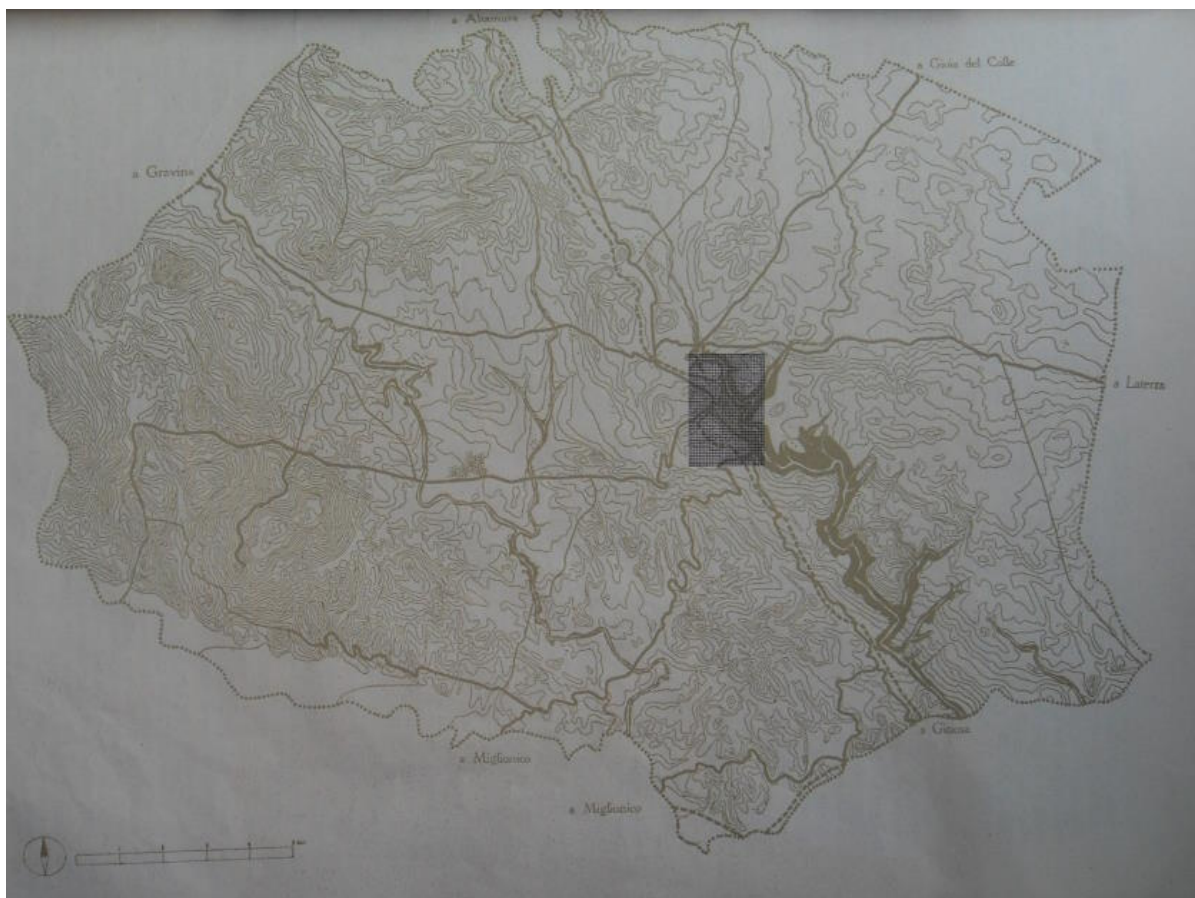 a Altamura
a Gioia del Colle
a Gravina
a Laterza
a Ginosa
a Miglionico
a Miglionico